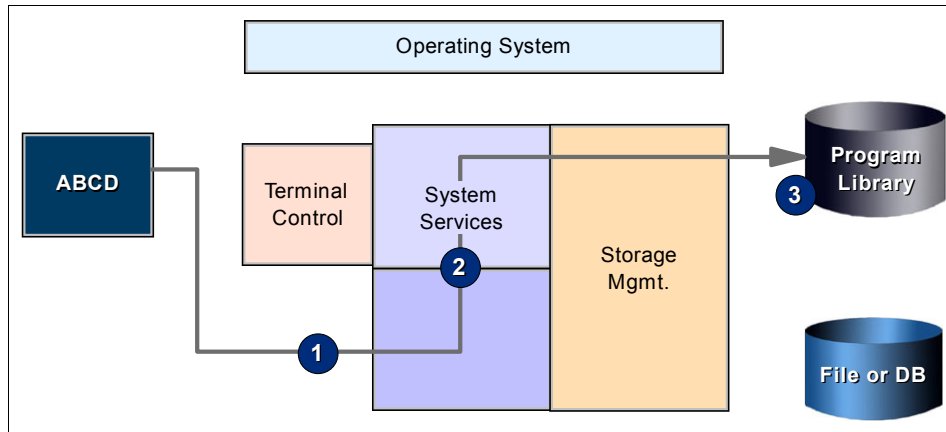 Operating System
ABCD
Terminal
Control
System
Services
Storage
Mgmt.
Program
Library
File or DB
1
2
3